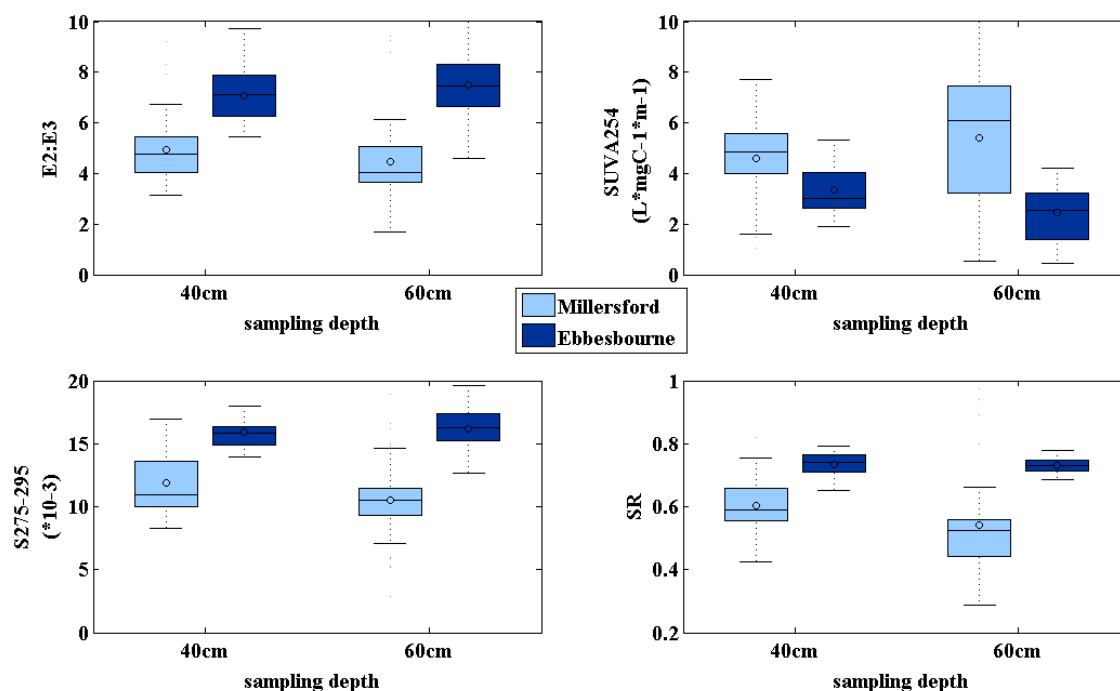 10
8
6
4
2
0
E2:E3
40cm
60cm
sampling depth
10
8
6
4
2
0
SUVA254
(L*mgC-1*m-1)
40cm
60cm
sampling depth
Millersford
Ebbesbourne
20
15
10
5
0
S275-295
(*10-3)
40cm
60cm
sampling depth
1
0.8
0.6
0.4
0.2
SR
40cm
60cm
sampling depth